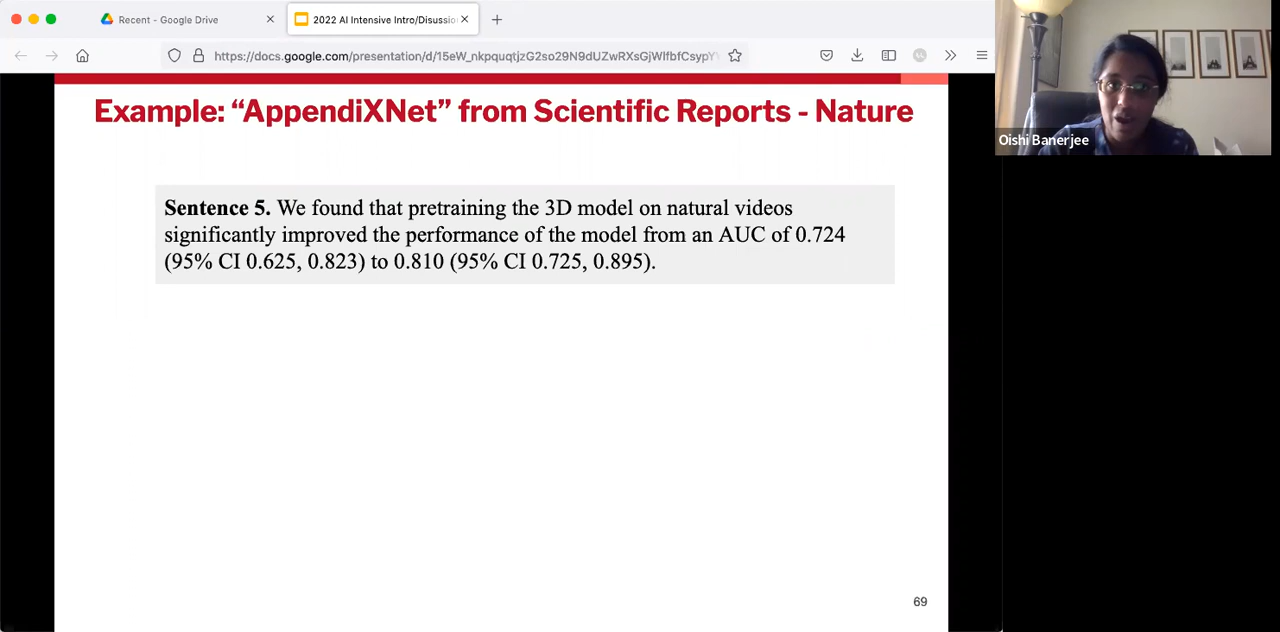 Recent - Google Drive
2022 AI Intensive Intro/Disussio
https://docs.google.com/presentation/d/15eW_nkpquqtjzG2so29N9dUZwRXsGjWlfbfCsypY
Oishi Banerjee
Example: “AppendiXNet” from Scientific Reports - Nature
Sentence 5. We found that pretraining the 3D model on natural videos
significantly improved the performance of the model from an AUC of 0.724
(95% CI 0.625, 0.823) to 0.810 (95% CI 0.725, 0.895).
69